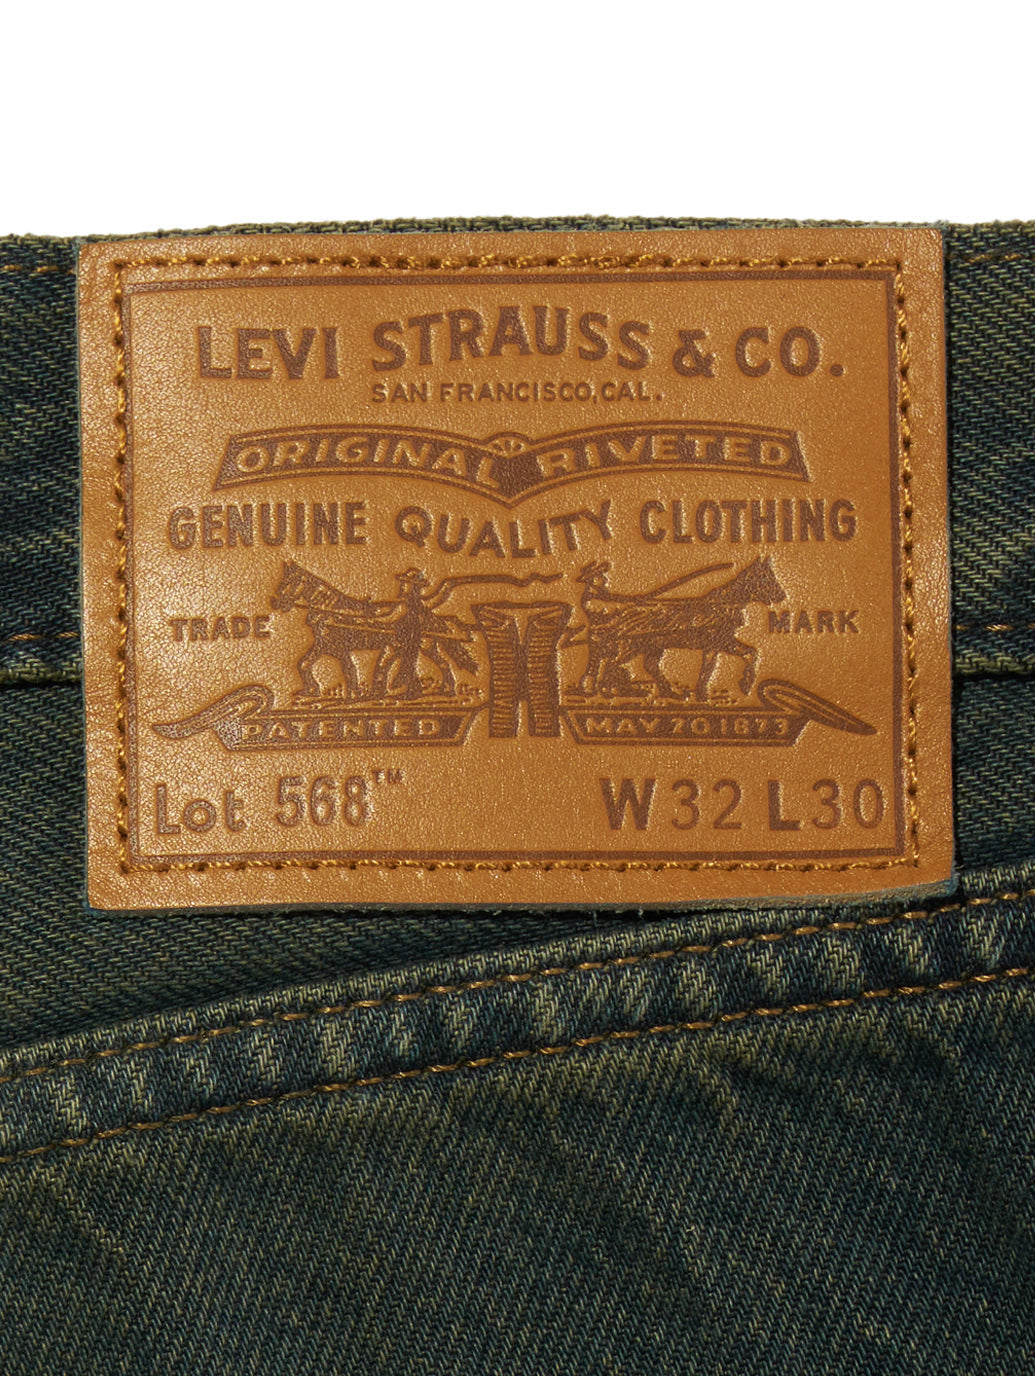 LEVI STRAUSS & CO.
SAN FRANCISCO, CAL.
ORIGINAL RIVETED
GENUINE QUALITY CLOTHING
TRADE MARK
PATENTED MAY 20 1873
Lot 568™ W32 L30